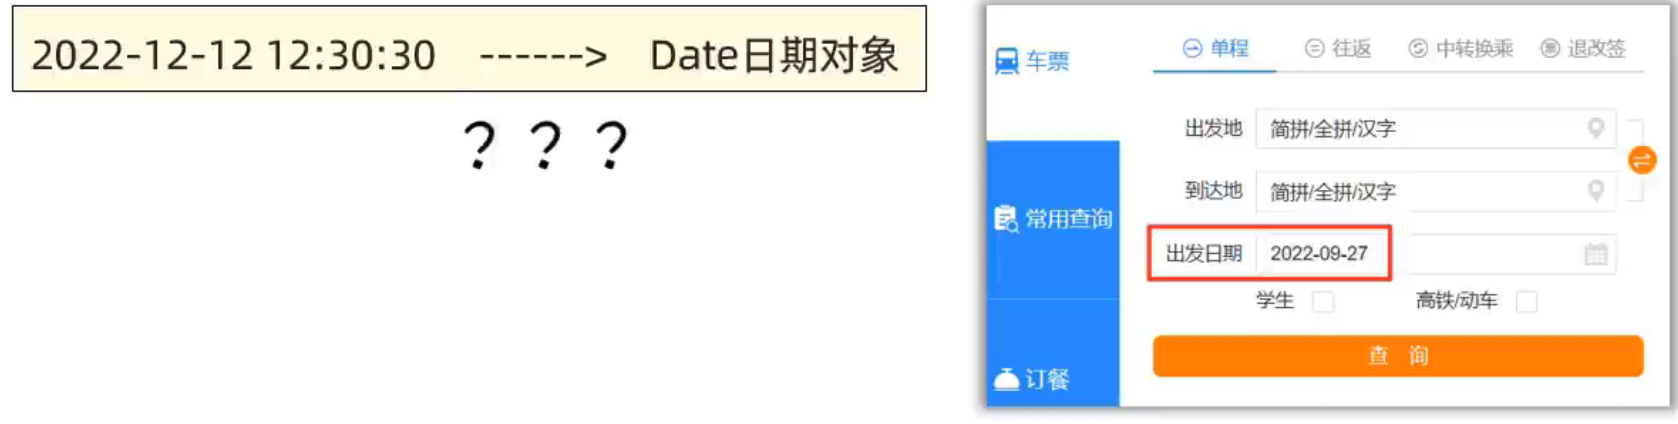 2022-12-12 12:30:30 ------> Date日期对象
？？？
车票
常用查询
订餐
单程 往返 中转换乘 退改签
出发地 简拼/全拼/汉字
到达地 简拼/全拼/汉字
出发日期 2022-09-27
学生 高铁/动车
查 询